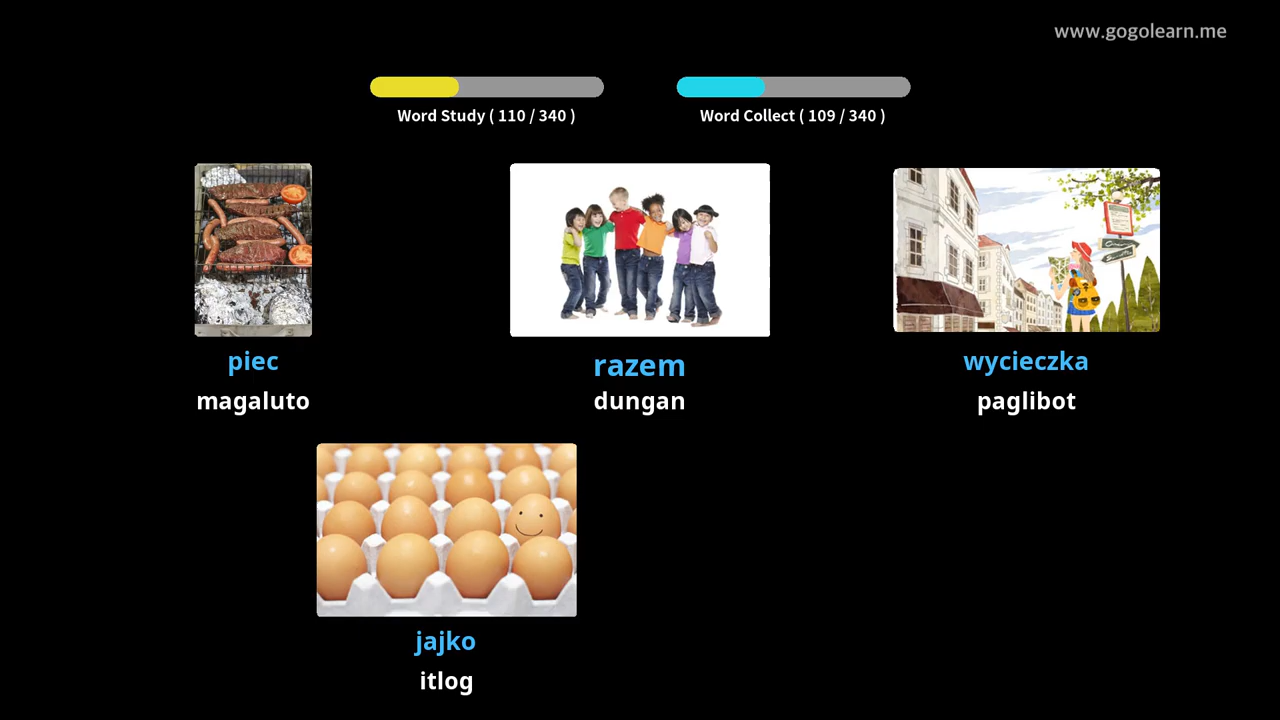 www.gogolearn.me
Word Study ( 110 / 340 )
Word Collect ( 109 / 340 )
piec
magaluto
razem
dungan
wycieczka
paglibot
jajko
itlog